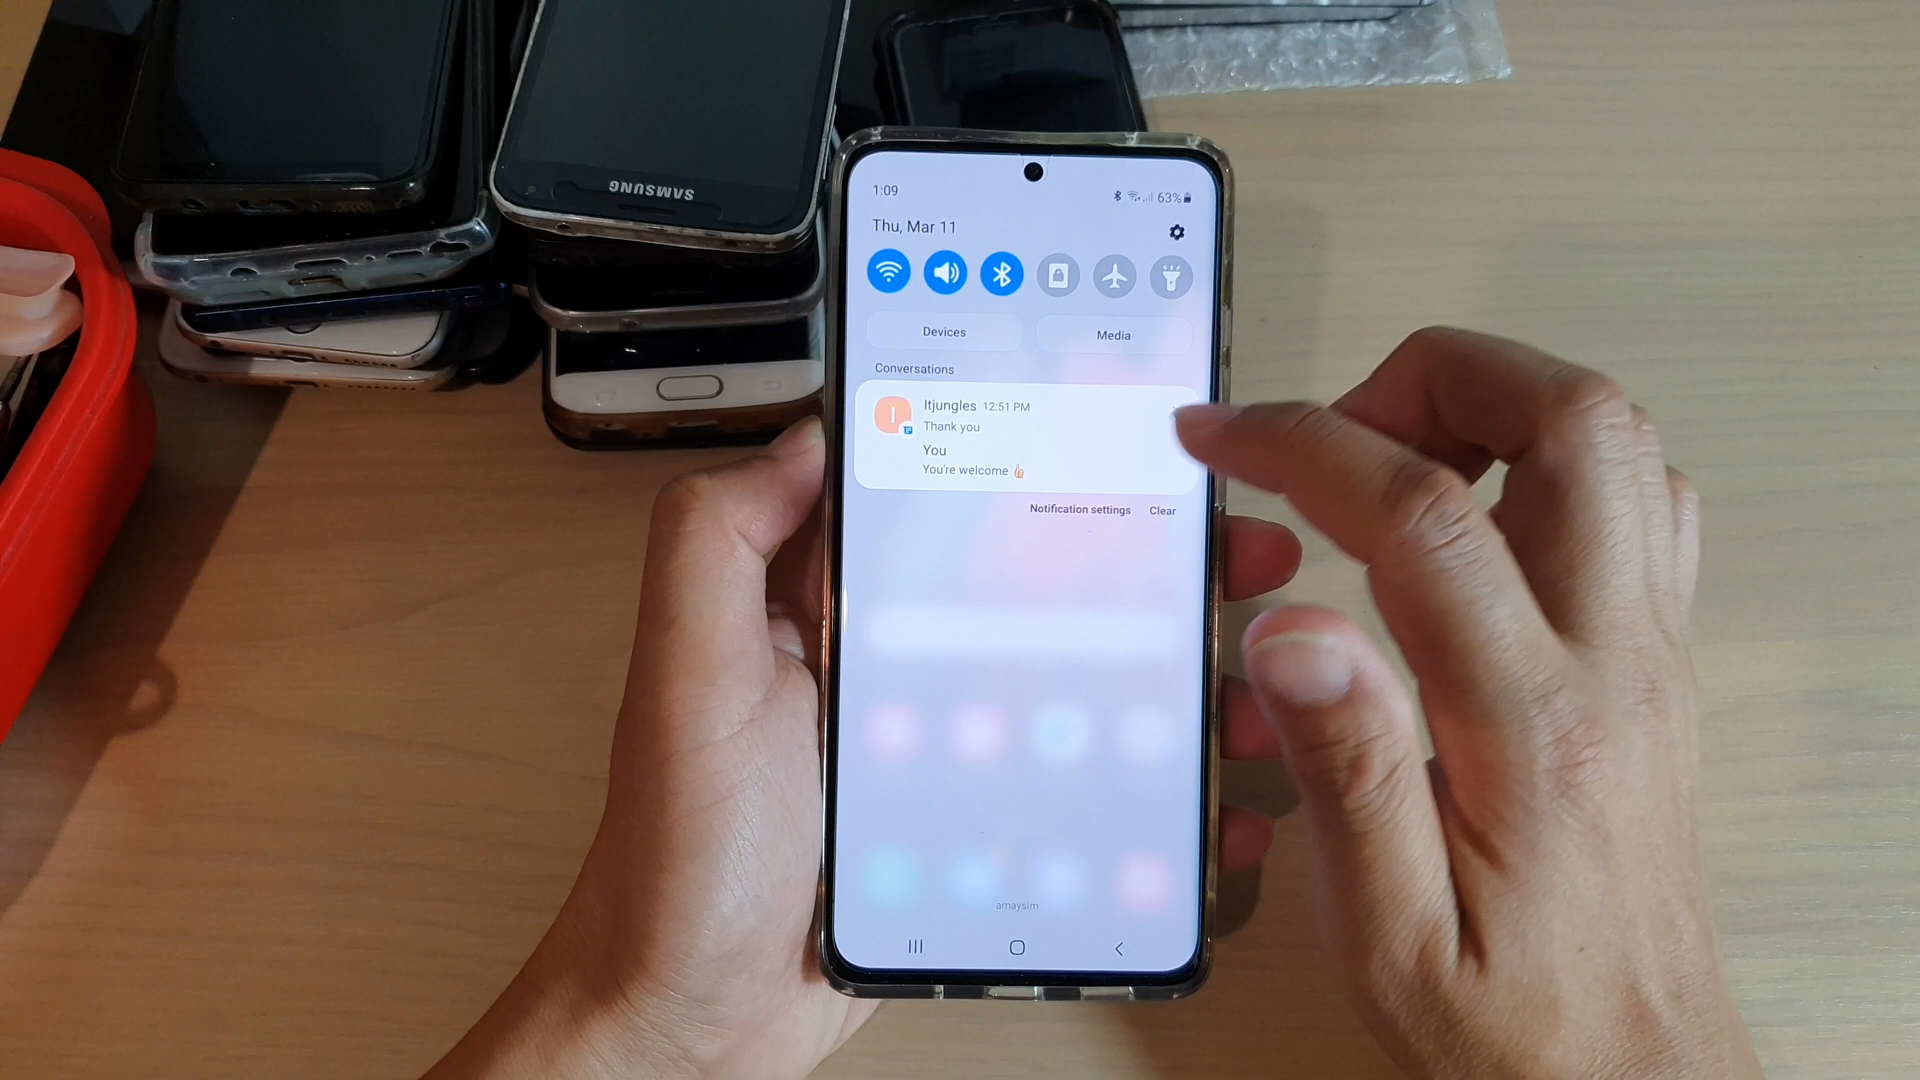 SAMSUNG
1:09
63%
Thu, Mar 11
Devices
Media
Conversations
I
Itjungles 12:51 PM
Thank you
You
You're welcome 👍
Notification settings
Clear
amaysim